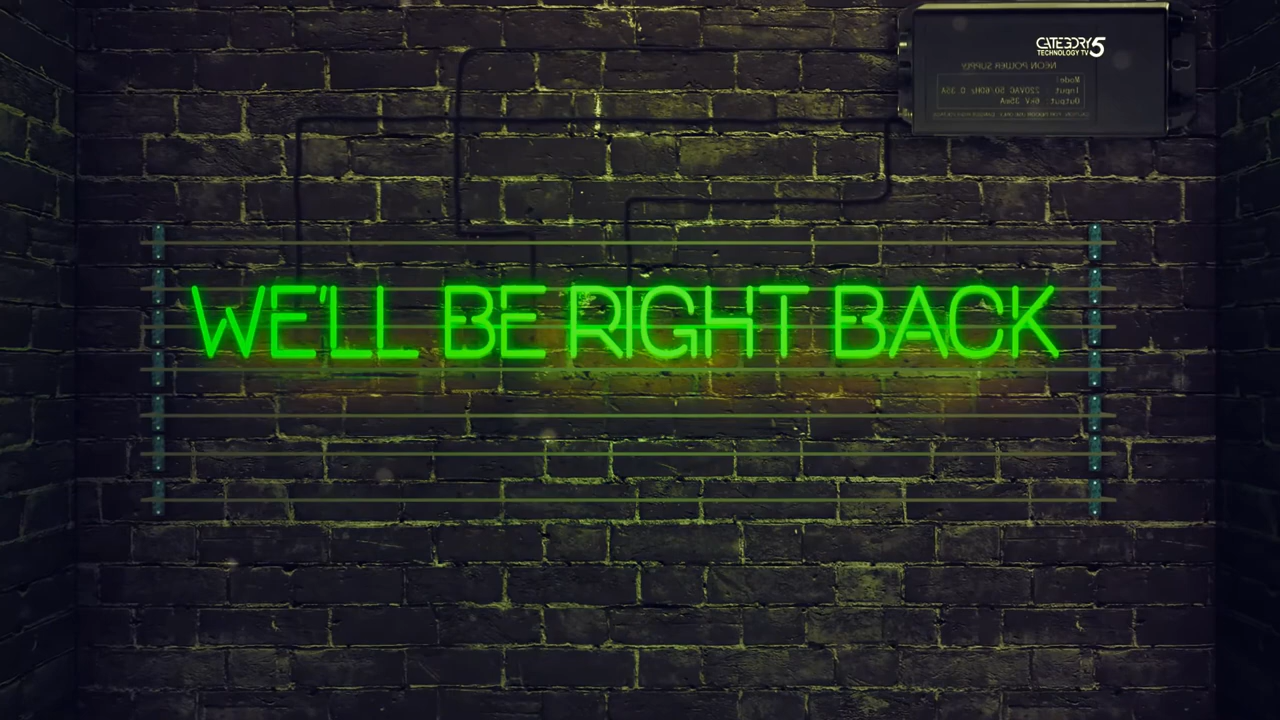 CATEGORY5
TECHNOLOGY TV
NEON POWER SUPPLY
Model
Input : 220VAC 50/60Hz 0.35A
Output : 6kV 35mA
WE'LL BE RIGHT BACK